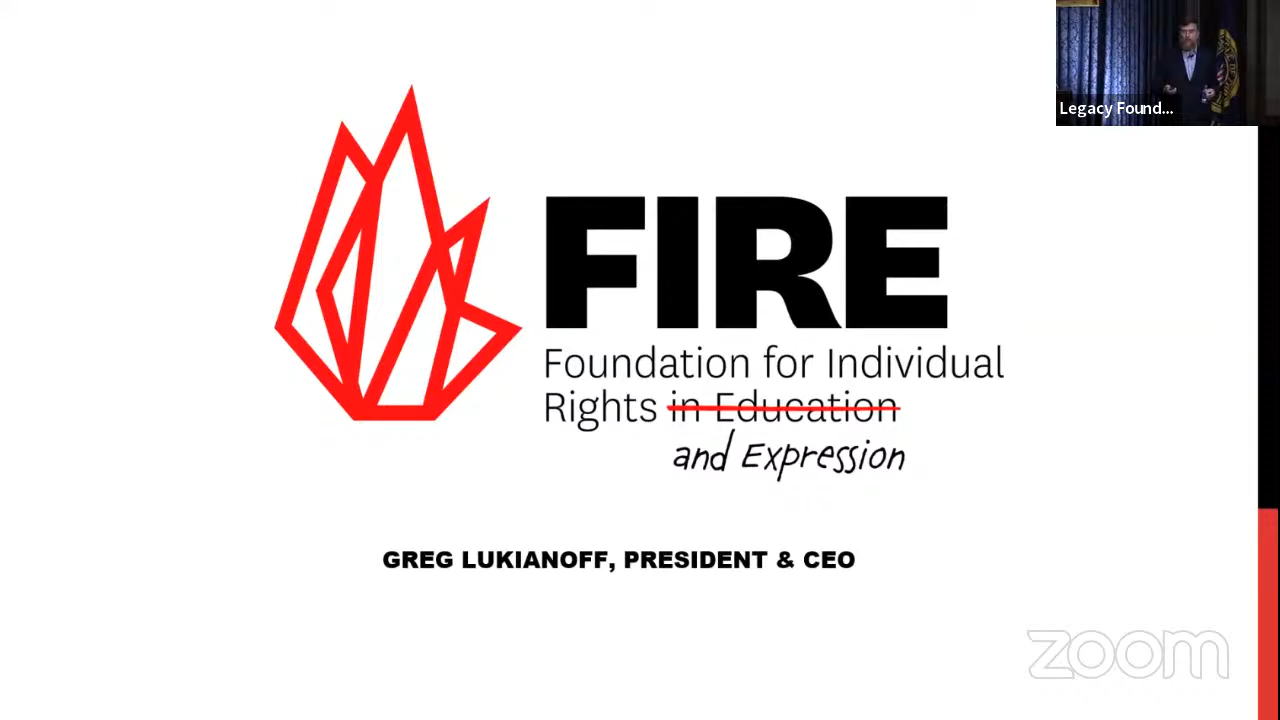 Legacy Found...
FIRE
Foundation for Individual
Rights in Education
and Expression
GREG LUKIANOFF, PRESIDENT & CEO
zoom